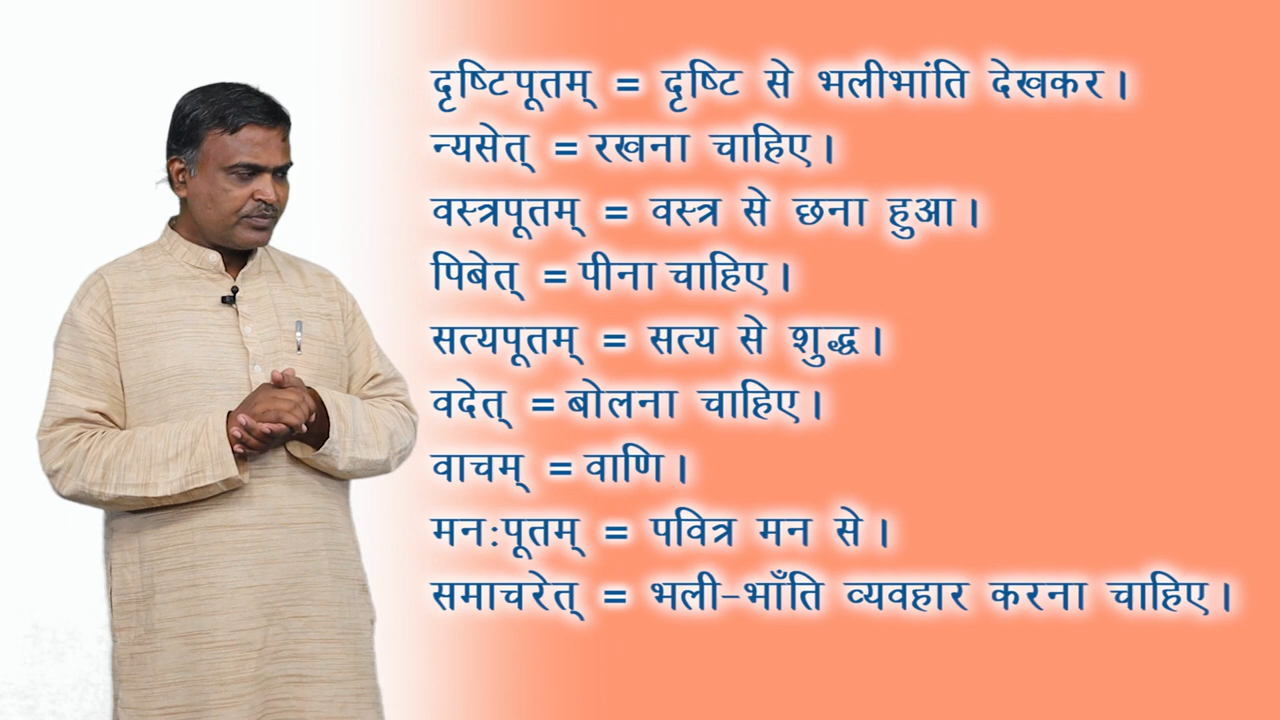 दृष्टिपूतम् = दृष्टि से भलीभांति देखकर।
न्यसेत् = रखना चाहिए।
वस्त्रपूतम् = वस्त्र से छना हुआ।
पिबेत् = पीना चाहिए।
सत्यपूतम् = सत्य से शुद्ध।
वदेत् = बोलना चाहिए।
वाचम् = वाणि।
मनःपूतम् = पवित्र मन से।
समाचरेत् = भली-भाँति व्यवहार करना चाहिए।